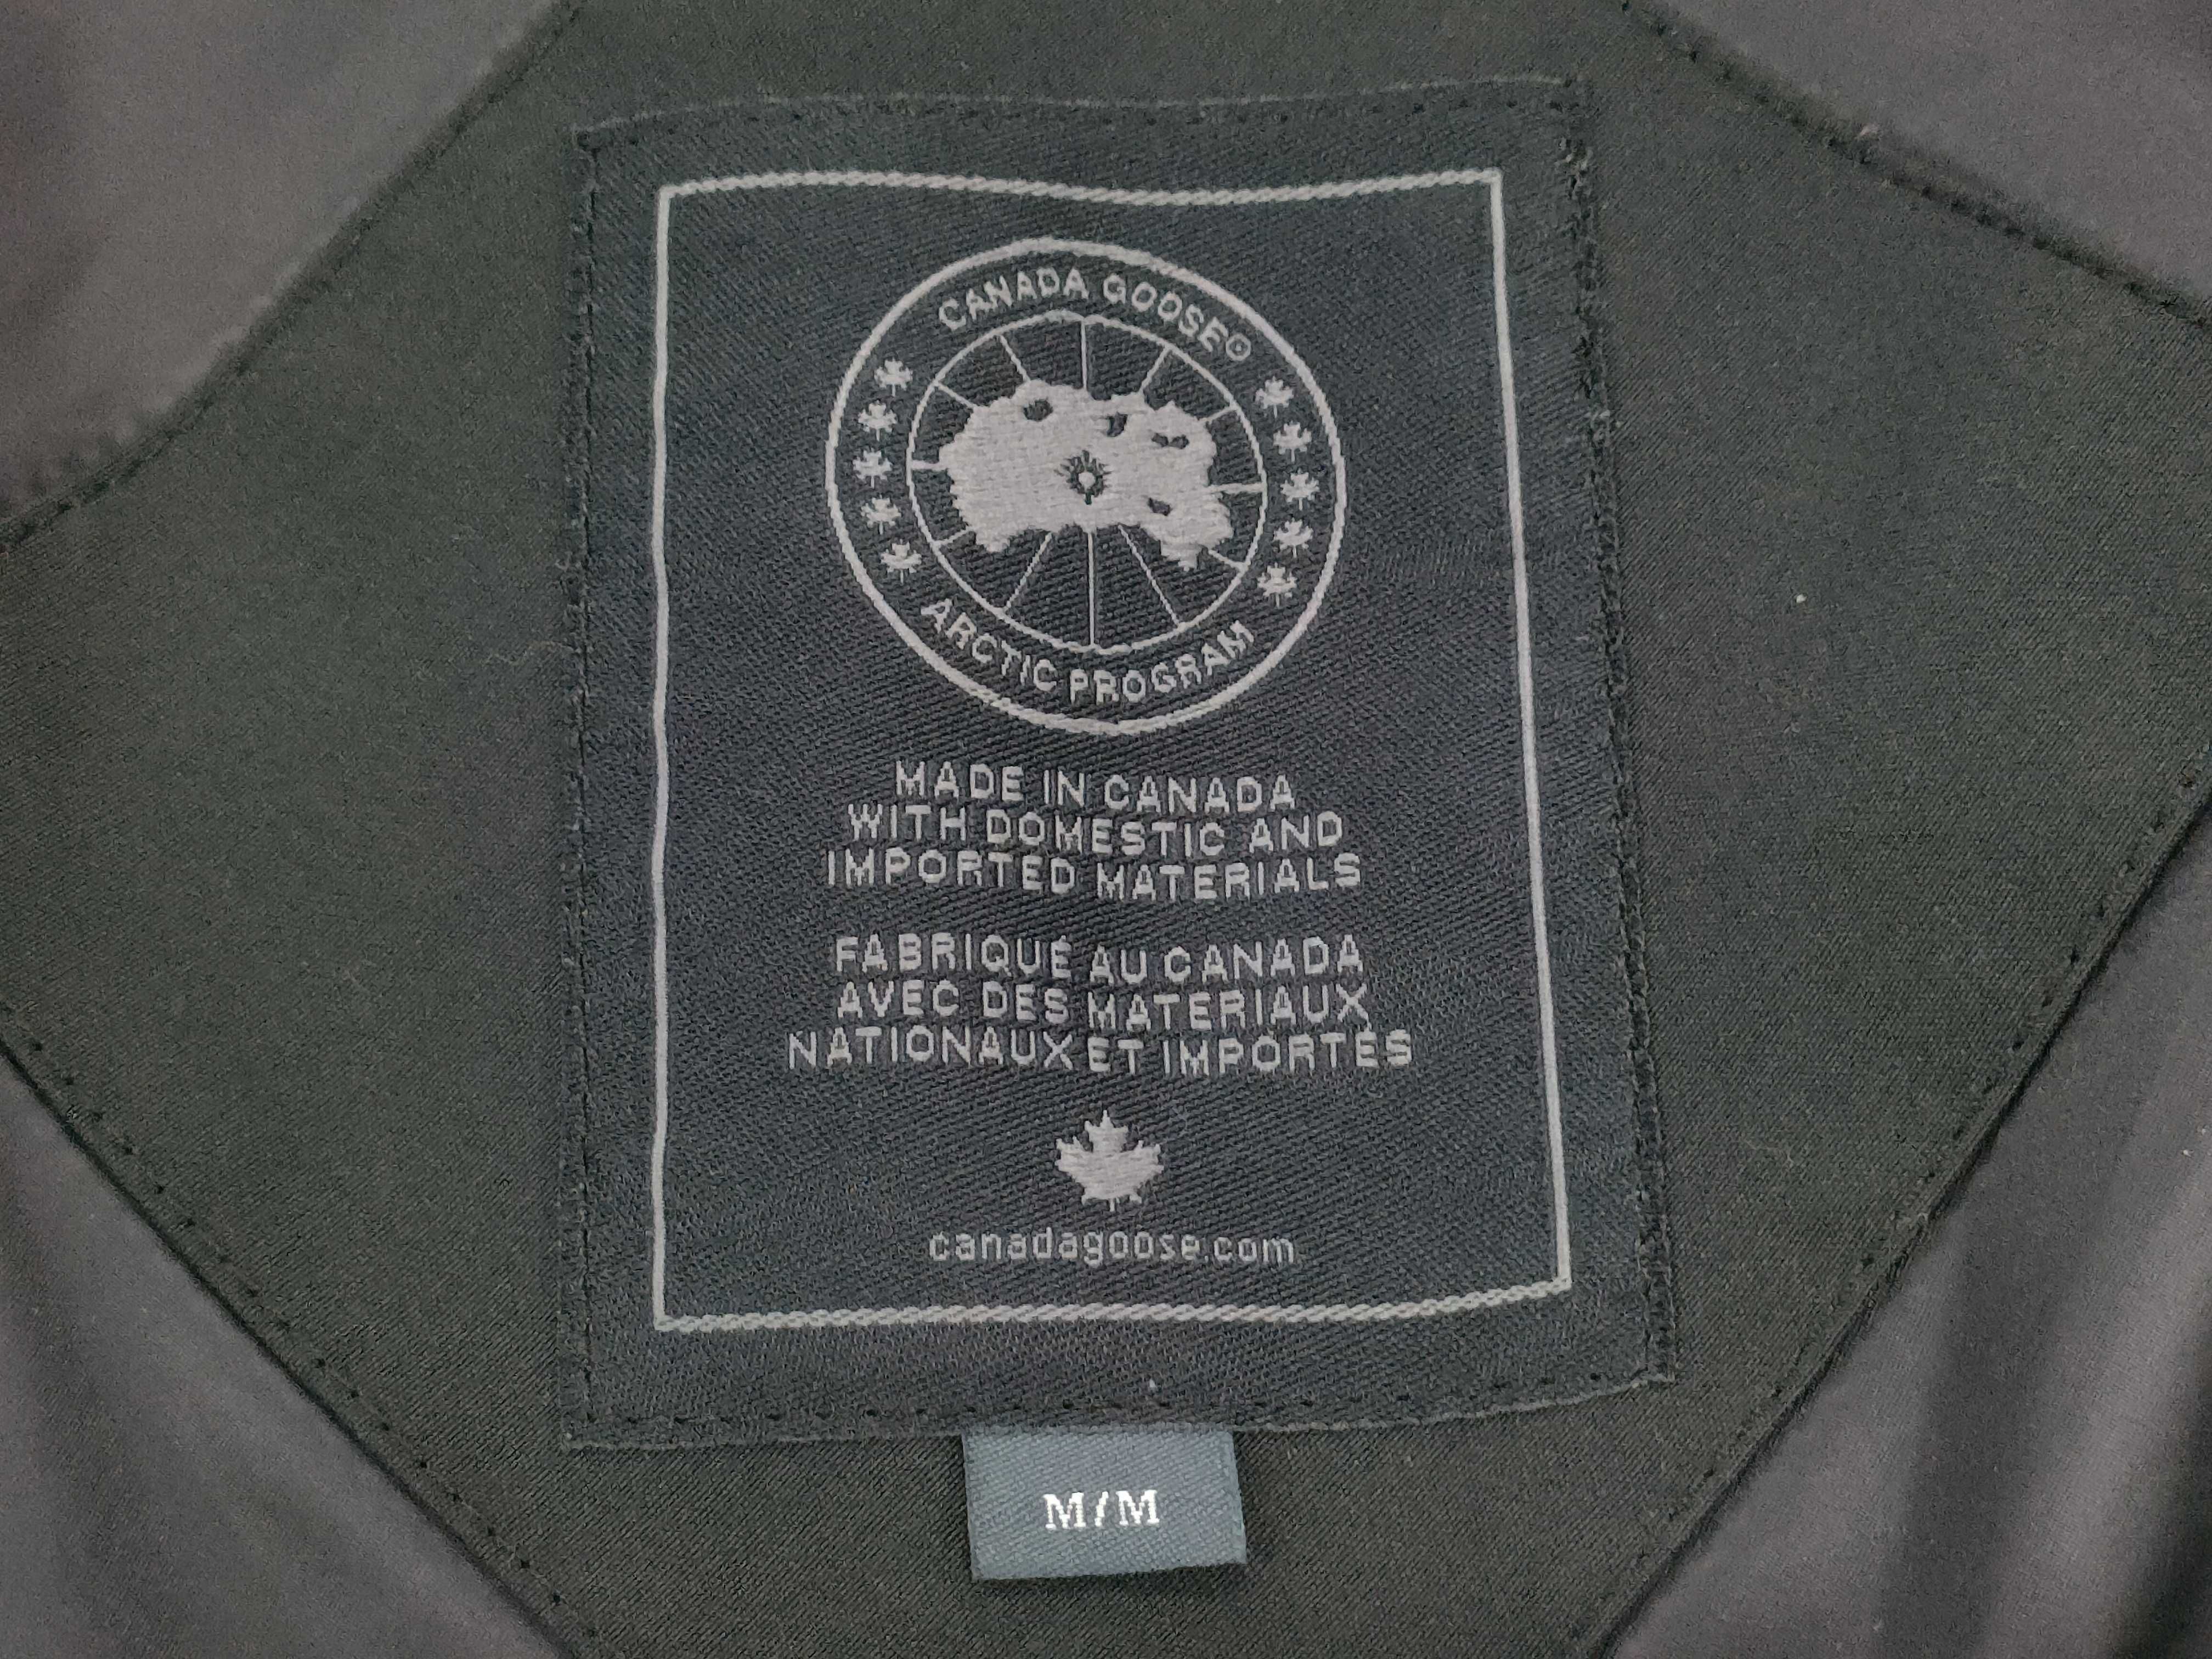 CANADA GOOSE®
ARCTIC PROGRAM
MADE IN CANADA
WITH DOMESTIC AND
IMPORTED MATERIALS
FABRIQUÉ AU CANADA
AVEC DES MATERIAUX
NATIONAUX ET IMPORTÉS
canadagoose.com
M/M